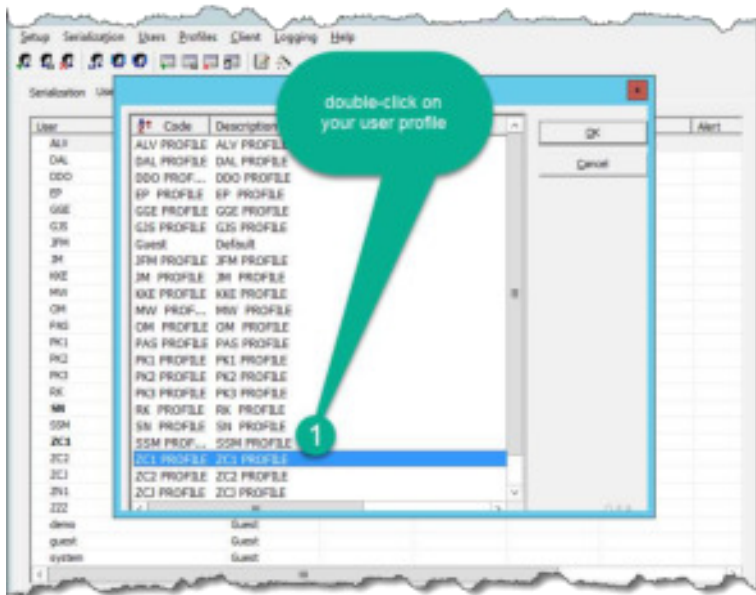 Setup Serialization Users Profiles Client Logging Help
Serialization
double-click on
your user profile
User
Code Description
Alert
OK
Cancel
ALV
DAL
DDO
EP
GGE
GJS
JFM
JM
KKE
MW
OM
PAS
PK1
PK2
PK3
RK
SN
SSM
ZC1
ZC2
ZCJ
ZN1
ZZZ
demo Guest
guest Guest
system Guest
ALV PROFILE ALV PROFILE
DAL PROFILE DAL PROFILE
DDO PROF... DDO PROFILE
EP PROFILE EP PROFILE
GGE PROFILE GGE PROFILE
GJS PROFILE GJS PROFILE
Guest Default
JFM PROFILE JFM PROFILE
JM PROFILE JM PROFILE
KKE PROFILE KKE PROFILE
MW PROF... MW PROFILE
OM PROFILE OM PROFILE
PAS PROFILE PAS PROFILE
PK1 PROFILE PK1 PROFILE
PK2 PROFILE PK2 PROFILE
PK3 PROFILE PK3 PROFILE
RK PROFILE RK PROFILE
SN PROFILE SN PROFILE
SSM PROF... SSM PROFILE
ZC1 PROFILE ZC1 PROFILE
ZC2 PROFILE ZC2 PROFILE
ZCJ PROFILE ZCJ PROFILE
1